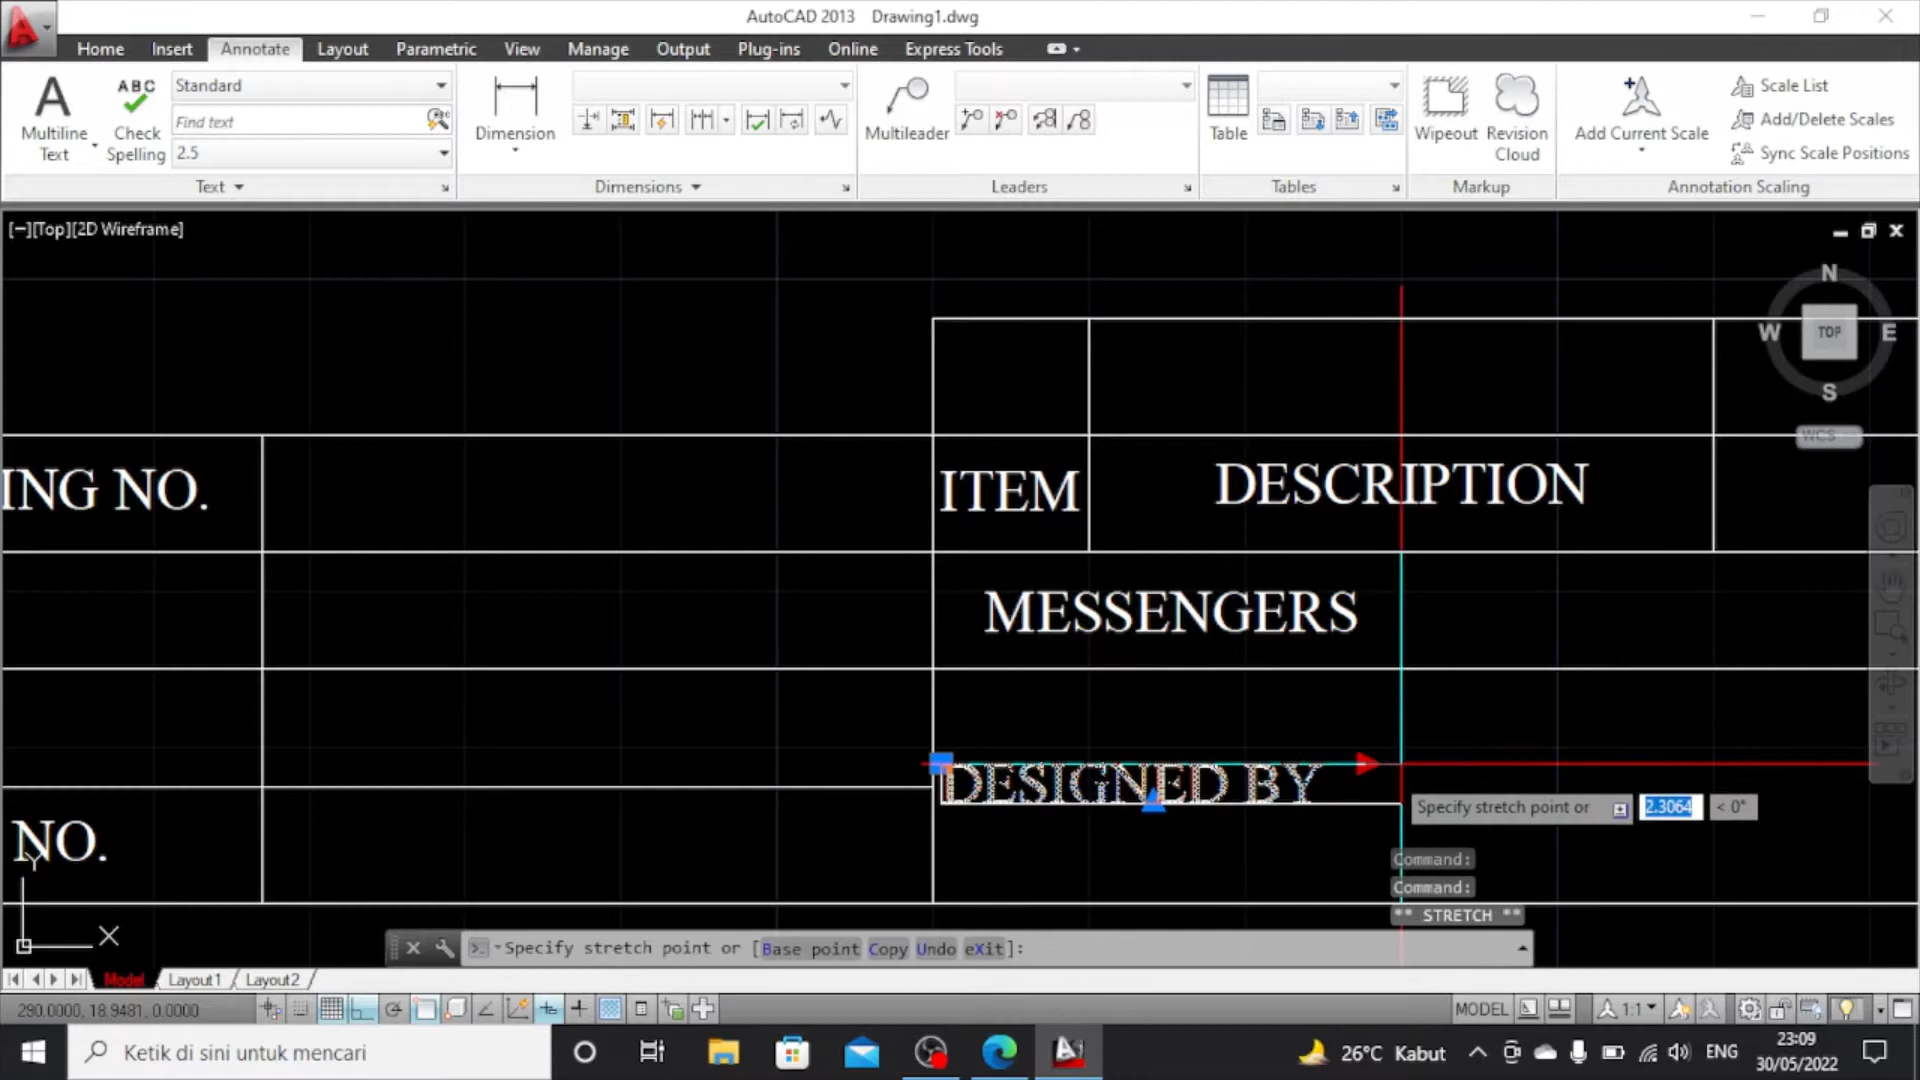 AutoCAD 2013 Drawing1.dwg
Home Insert Annotate Layout Parametric View Manage Output Plug-ins Online Express Tools
Multiline Text
ABC Check Spelling
Standard
Find text
2.5
Dimension
Multileader
Table
Wipeout
Revision Cloud
Add Current Scale
Scale List
Add/Delete Scales
Sync Scale Positions
Text Dimensions Leaders Tables Markup Annotation Scaling
[−][Top][2D Wireframe]
N
W TOP E
S
WCS
ING NO.
ITEM
DESCRIPTION
MESSENGERS
DESIGNED BY
Specify stretch point or 2.3064 < 0°
NO.
Y
X
Command:
Command:
** STRETCH **
Specify stretch point or [Base point Copy Undo eXit]:
Model Layout1 Layout2
290.0000, 18.9481, 0.0000
MODEL
1:1
Ketik di sini untuk mencari
26°C Kabut
ENG
23:09
30/05/2022